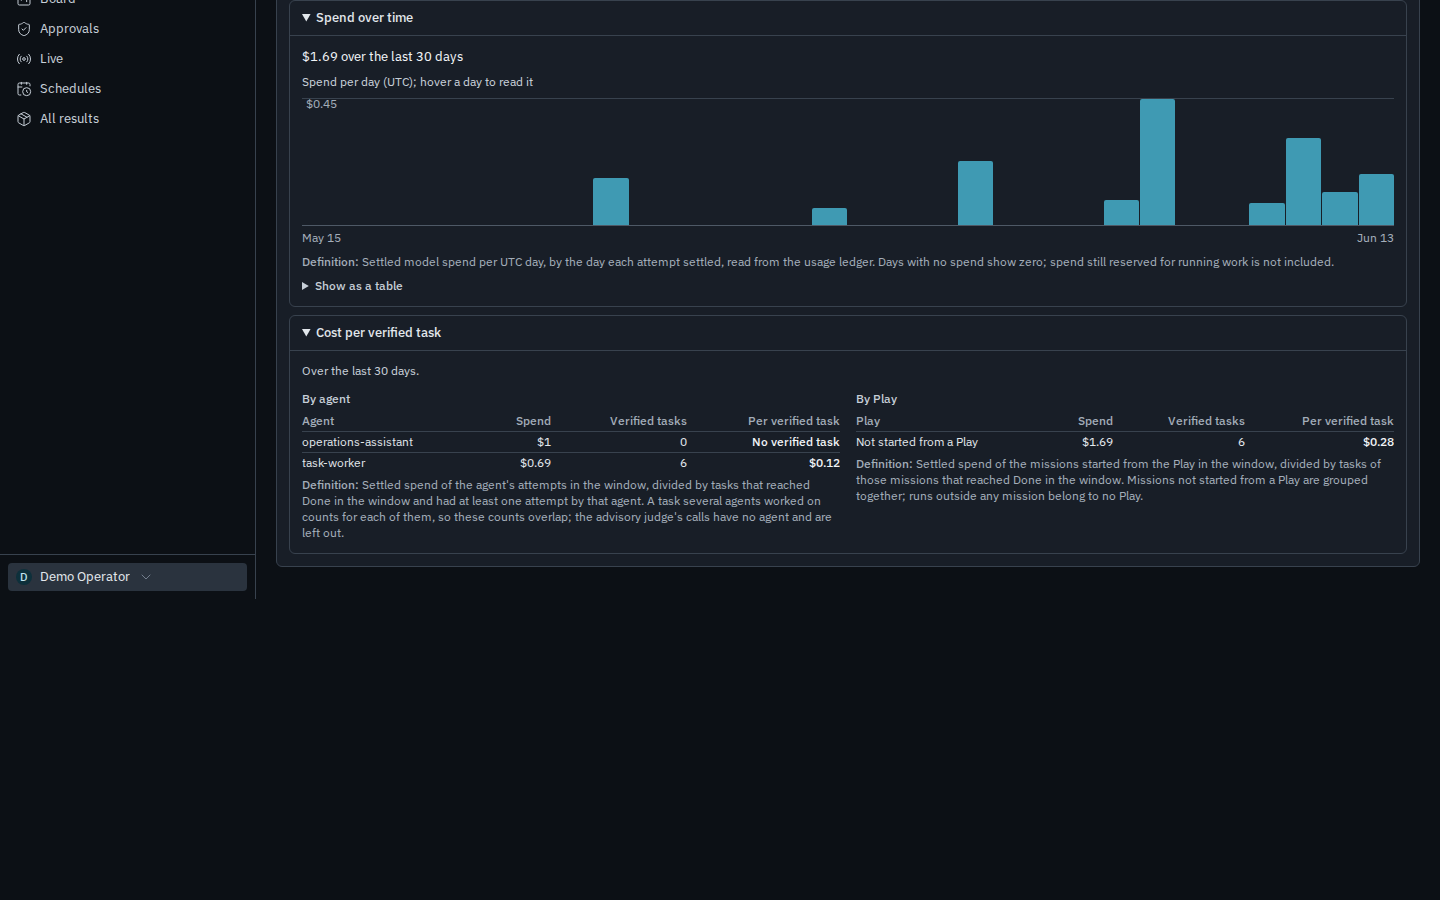 Board
Approvals
Live
Schedules
All results
Demo Operator
D
Spend over time
$1.69 over the last 30 days
Spend per day (UTC); hover a day to read it
$0.45
May 15
Jun 13
Definition: Settled model spend per UTC day, by the day each attempt settled, read from the usage ledger. Days with no spend show zero; spend still reserved for running work is not included.
Show as a table
Cost per verified task
Over the last 30 days.
By agent
Agent Spend Verified tasks Per verified task
operations-assistant $1 0 No verified task
task-worker $0.69 6 $0.12
Definition: Settled spend of the agent's attempts in the window, divided by tasks that reached
Done in the window and had at least one attempt by that agent. A task several agents worked on
counts for each of them, so these counts overlap; the advisory judge's calls have no agent and are
left out.
By Play
Play Spend Verified tasks Per verified task
Not started from a Play $1.69 6 $0.28
Definition: Settled spend of the missions started from the Play in the window, divided by tasks of
those missions that reached Done in the window. Missions not started from a Play are grouped
together; runs outside any mission belong to no Play.